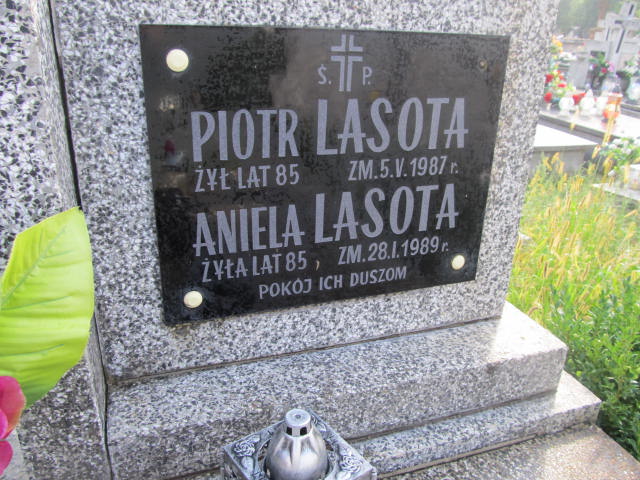 Ś. P.
PIOTR LASOTA
ŻYŁ LAT 85 ZM. 5. V. 1987 r.
ANIELA LASOTA
ŻYŁA LAT 85, ZM. 28. I. 1989 r.
POKÓJ ICH DUSZOM